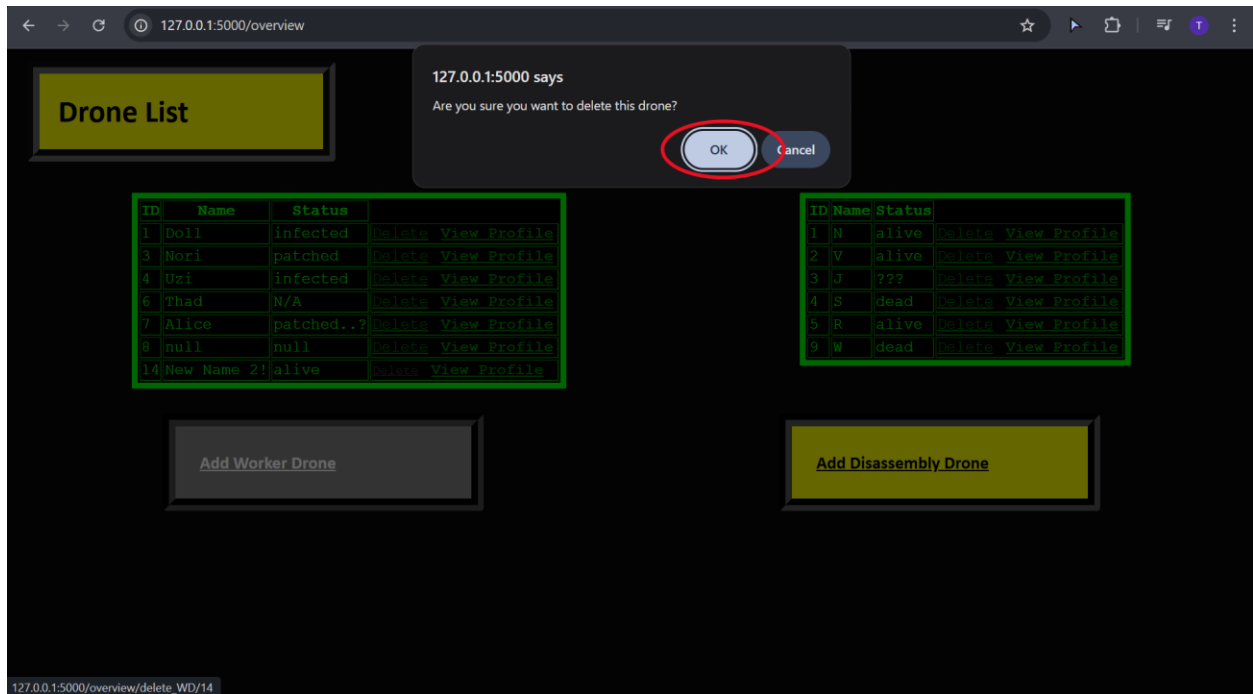 127.0.0.1:5000/overview
T
127.0.0.1:5000 says
Are you sure you want to delete this drone?
OK Cancel
Drone List
ID Name Status
1 Doll infected Delete View Profile
3 Nori patched Delete View Profile
4 Uzi infected Delete View Profile
6 Thad N/A Delete View Profile
7 Alice patched..? Delete View Profile
8 null null Delete View Profile
14 New Name 2! alive Delete View Profile
ID Name Status
1 N alive Delete View Profile
2 V alive Delete View Profile
3 J ??? Delete View Profile
4 S dead Delete View Profile
5 R alive Delete View Profile
9 W dead Delete View Profile
Add Worker Drone
Add Disassembly Drone
127.0.0.1:5000/overview/delete_WD/14